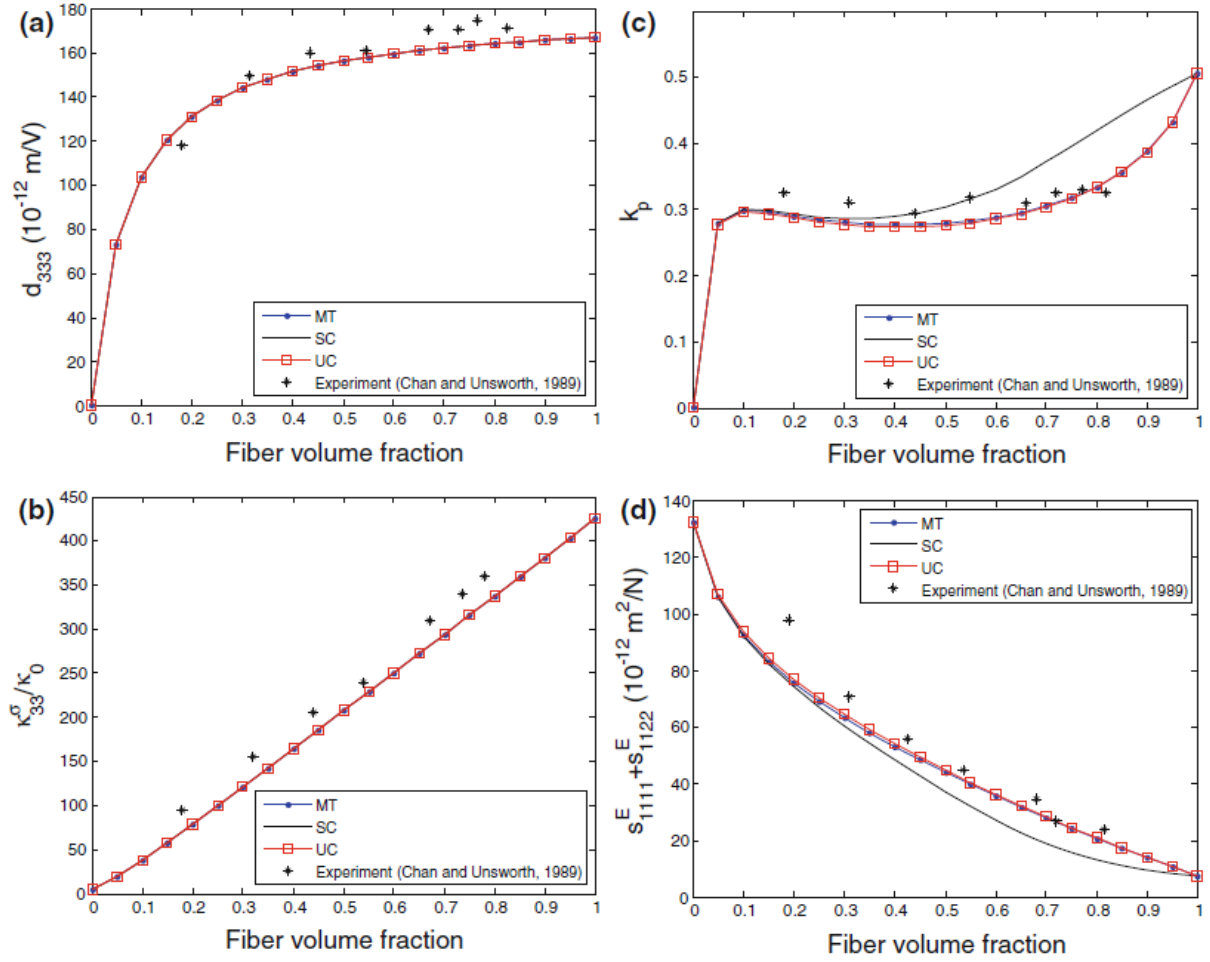 (a)
180
160
140
120
100
80
60
40
20
0
d333 (10-12 m/V)
MT
SC
UC
Experiment (Chan and Unsworth, 1989)
0 0.1 0.2 0.3 0.4 0.5 0.6 0.7 0.8 0.9 1
Fiber volume fraction
(c)
0.5
0.4
0.3
0.2
0.1
0
kp
MT
SC
UC
Experiment (Chan and Unsworth, 1989)
0 0.1 0.2 0.3 0.4 0.5 0.6 0.7 0.8 0.9 1
Fiber volume fraction
(b)
450
400
350
300
250
200
150
100
50
0
κσ33/κ0
MT
SC
UC
Experiment (Chan and Unsworth, 1989)
0 0.1 0.2 0.3 0.4 0.5 0.6 0.7 0.8 0.9 1
Fiber volume fraction
(d)
140
120
100
80
60
40
20
0
sE1111+sE1122 (10-12 m2/N)
MT
SC
UC
Experiment (Chan and Unsworth, 1989)
0 0.1 0.2 0.3 0.4 0.5 0.6 0.7 0.8 0.9 1
Fiber volume fraction